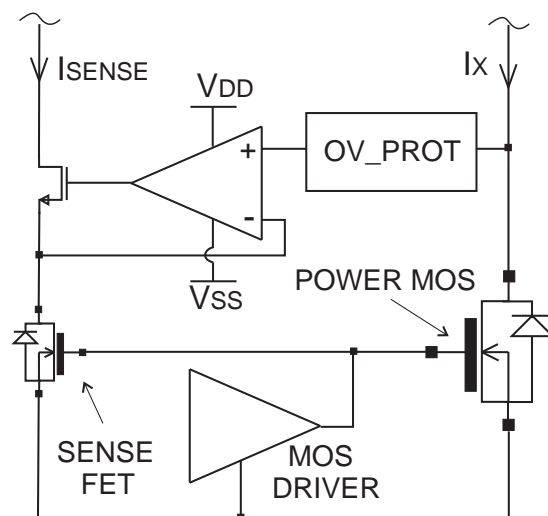 ISENSE
IX
VDD
+
OV_PROT
-
VSS
POWER MOS
SENSE
FET
MOS
DRIVER